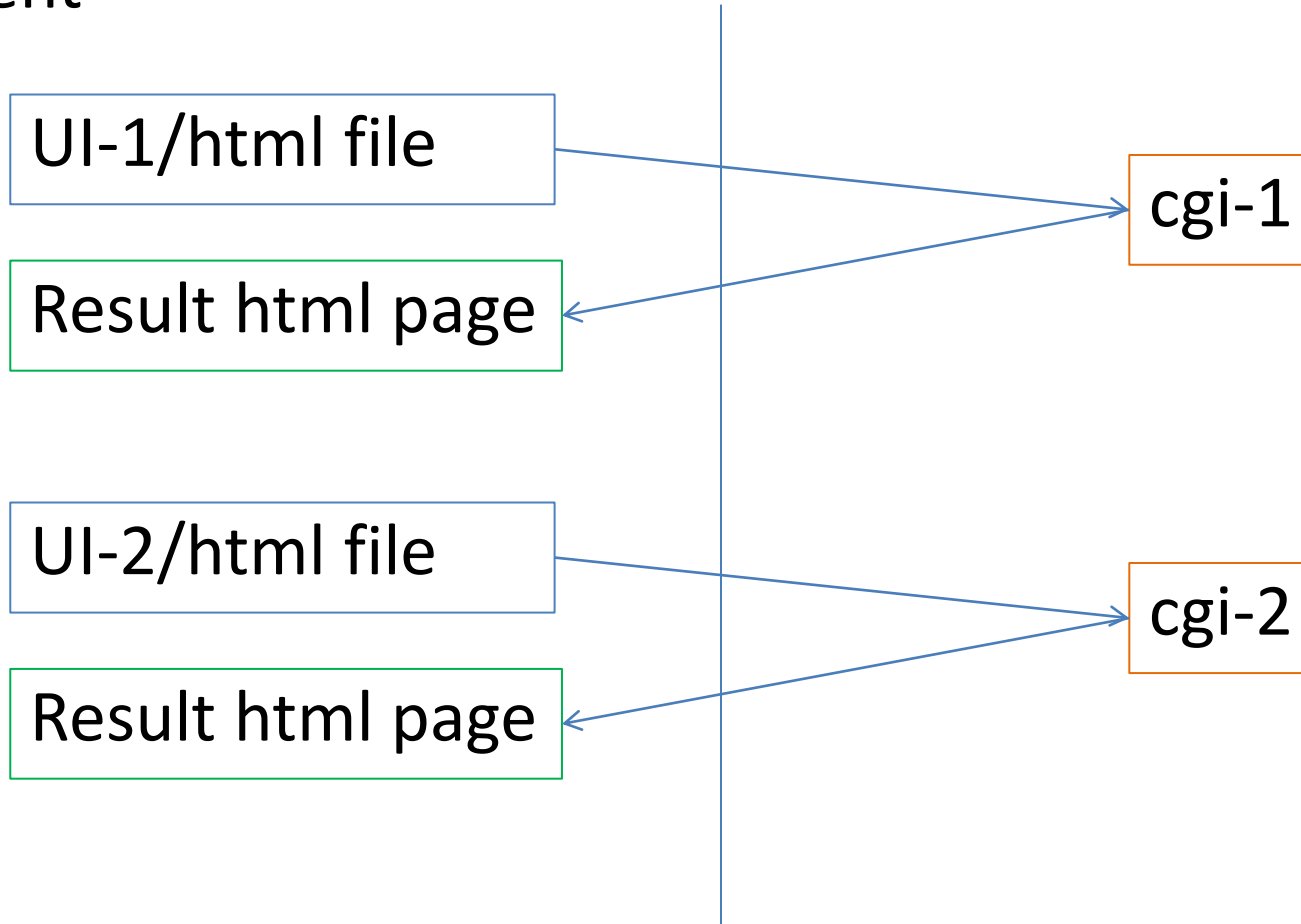 UI-1/html file
cgi-1
Result html page
UI-2/html file
cgi-2
Result html page